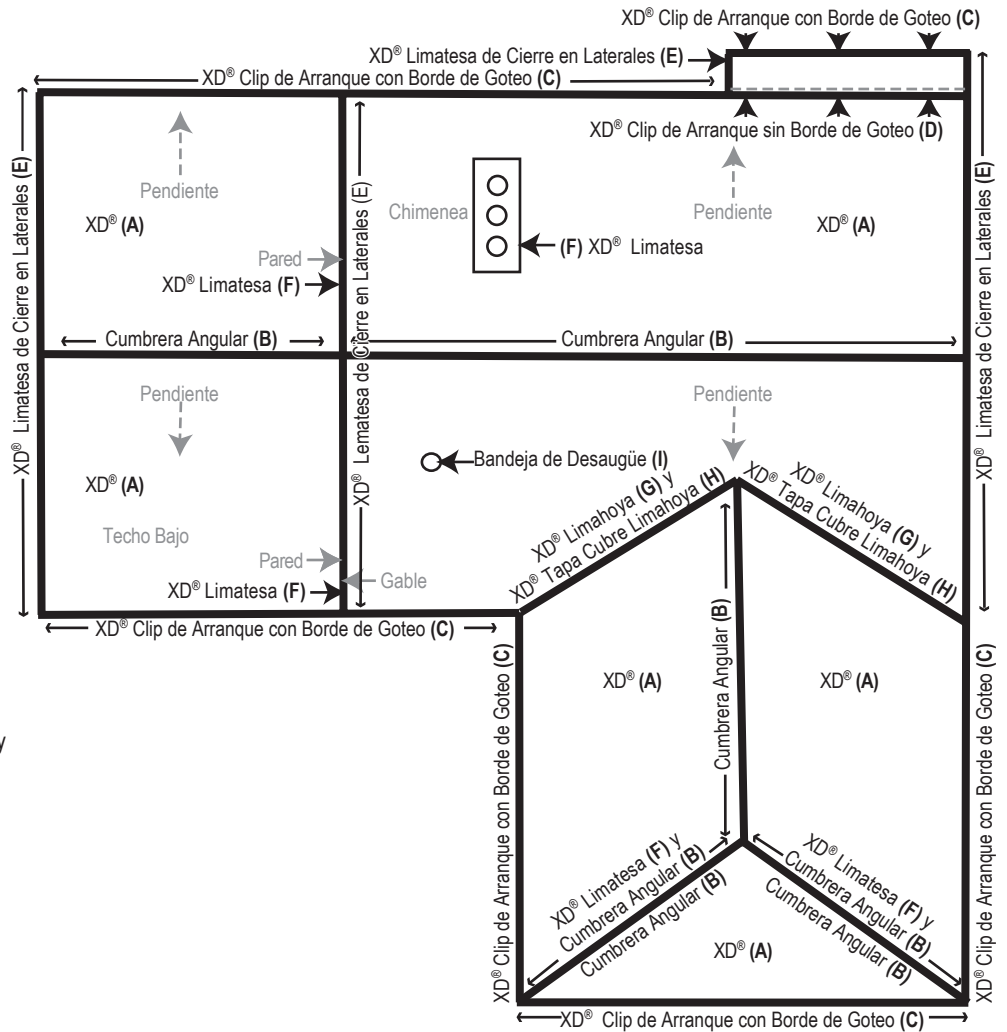 XD® Clip de Arranque con Borde de Goteo (C)
XD® Limatesa de Cierre en Laterales (E)
XD® Clip de Arranque con Borde de Goteo (C)
XD® Clip de Arranque sin Borde de Goteo (D)
XD® Limatesa de Cierre en Laterales (E)
Pendiente
XD® (A)
Pared
XD® Limatesa (F)
XD® Lematesa de Cierre en Laterales (E)
Chimenea
(F) XD® Limatesa
Pendiente
XD® (A)
XD® Limatesa de Cierre en Laterales (E)
Cumbrera Angular (B)
Cumbrera Angular (B)
Pendiente
XD® (A)
Techo Bajo
Pared
Gable
XD® Limatesa (F)
Bandeja de Desaugüe (I)
Pendiente
XD® Limahoya (G) y
XD® Tapa Cubre Limahoya (H)
XD® Limahoya (G) y
XD® Tapa Cubre Limahoya (H)
XD® Clip de Arranque con Borde de Goteo (C)
XD® Clip de Arranque con Borde de Goteo (C)
XD® (A)
Cumbrera Angular (B)
XD® (A)
XD® Clip de Arranque con Borde de Goteo (C)
y
XD® Limatesa (F) y
Cumbrera Angular (B)
Cumbrera Angular (B)
XD® Limatesa (F) y
Cumbrera Angular (B)
Cumbrera Angular (B)
XD® (A)
XD® Clip de Arranque con Borde de Goteo (C)